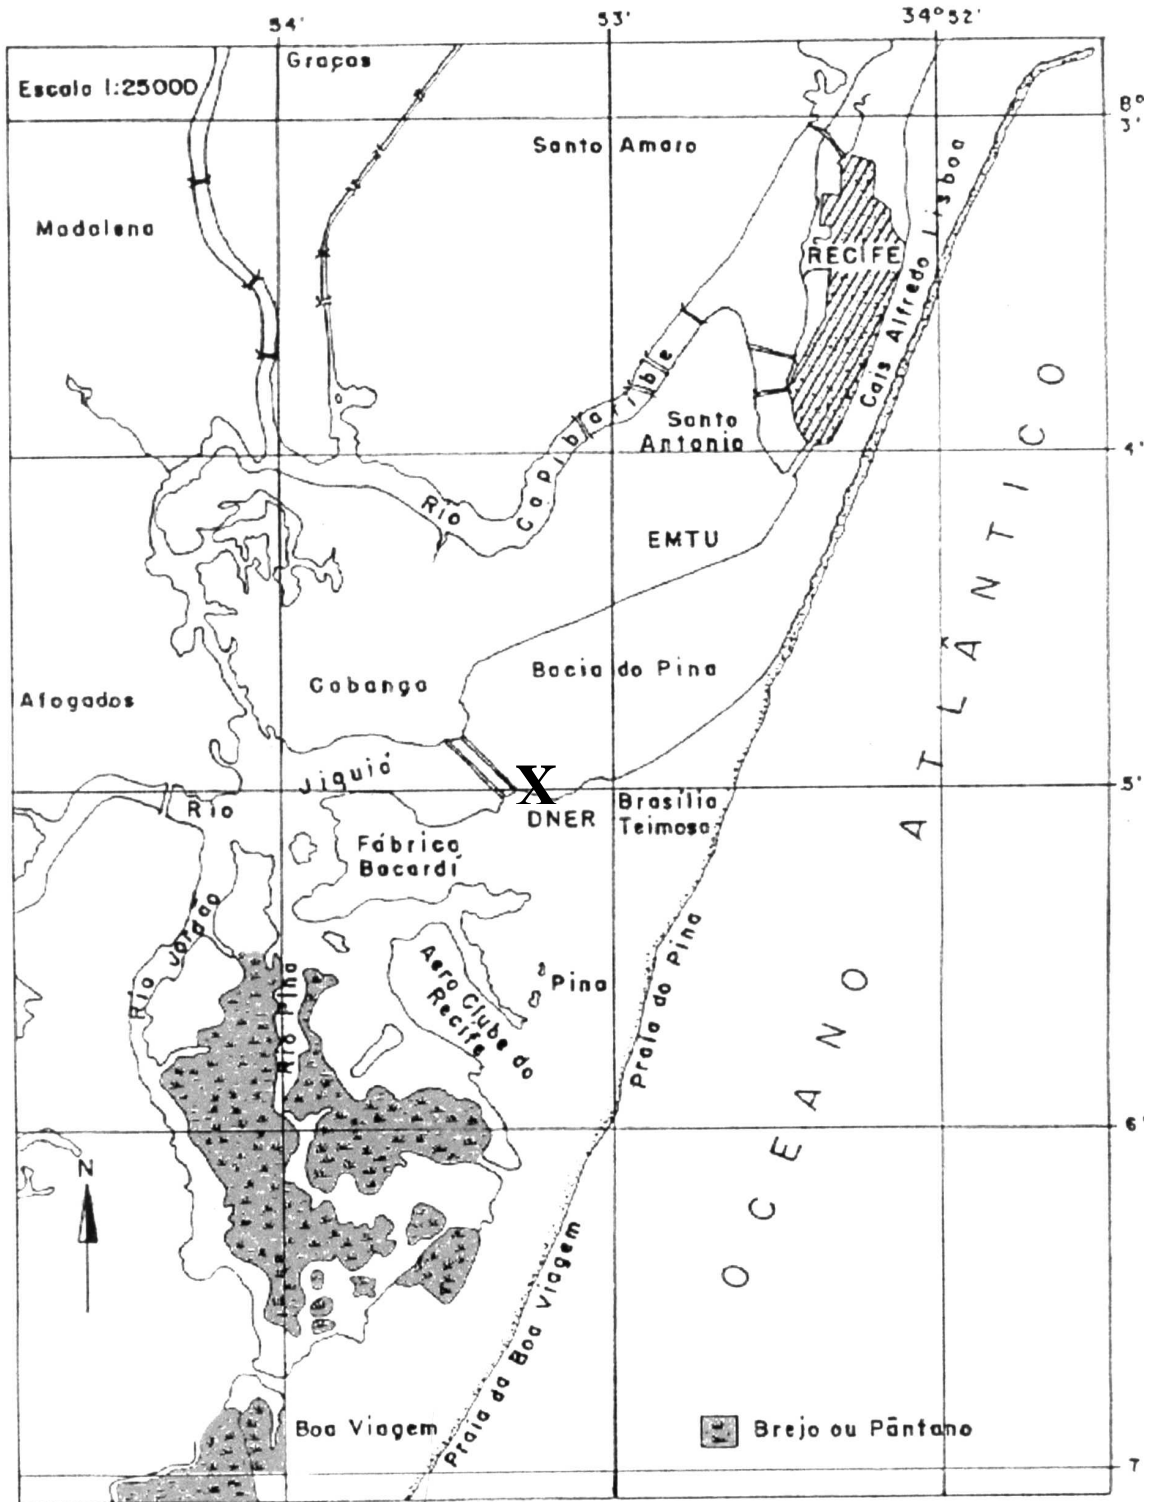 54'
53'
34°52'
Graças
Escala 1:25000
8°
3'
Santo Amaro
Madalena
RECIFE
Cais Alfredo Lisboa
Rio Capibaribe
Santo
Antonio
4'
EMTU
OCEANO ATLÂNTICO
Cabanga
Bacia do Pina
Afogados
Rio Jiquiá
X
5'
DNER
Brasília
Teimosa
Fábrica
Bacardí
Rio Jordão
Aero Clube do
Recife
Pina
Rio Pina
Praia do Pina
6'
N
Praia da Boa Viagem
Boa Viagem
Brejo ou Pântano
7'